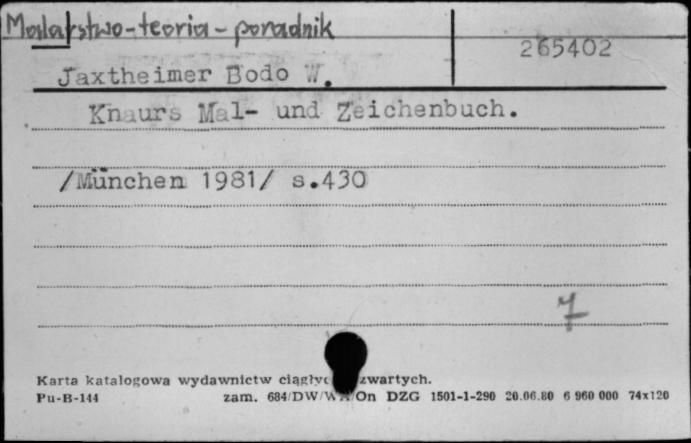 Malarstwo-teoria-poradnik
265402
Jaxtheimer Bodo W.
Knaurs Mal- und Zeichenbuch.
/München 1981/ s.430
7
Karta katalogowa wydawnictw zwartych.
Pu-B-144 zam. 684/DW/ On DZG 1501-1-290 20.06.80 6 960 000 74x120